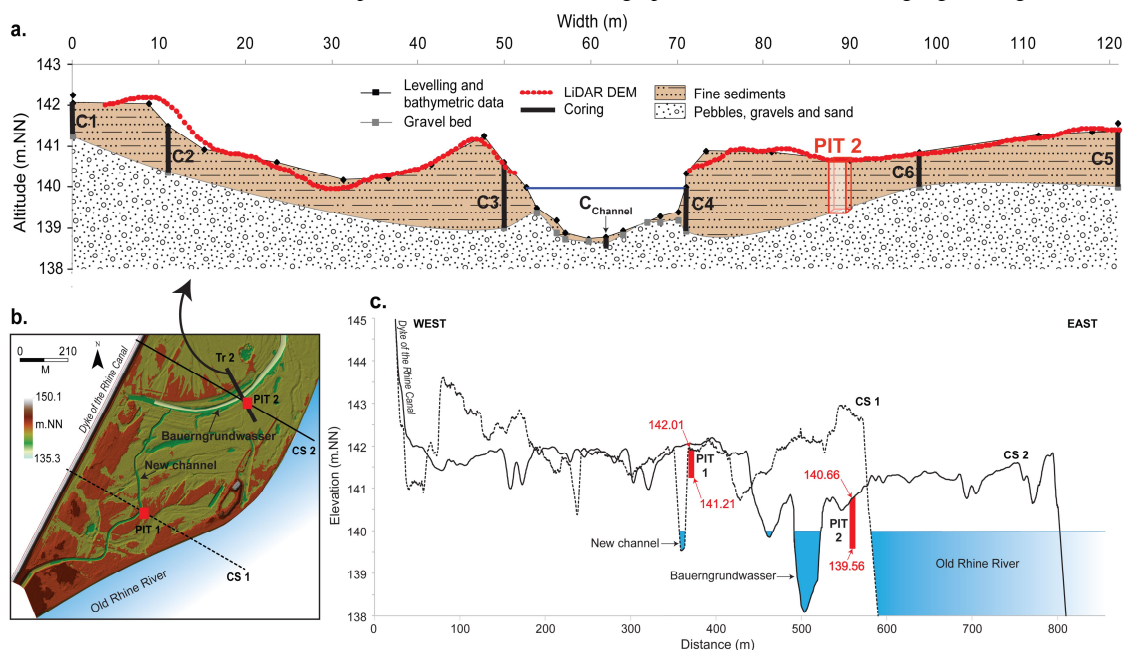 a.
Width (m)
0 10 20 30 40 50 60 70 80 90 100 110 120
Altitude (m.NN)
143
142
141
140
139
138
Levelling and
bathymetric data
Gravel bed
LiDAR DEM
Coring
Fine sediments
Pebbles, gravels and sand
C1
C2
C3
C Channel
C4
PIT 2
C6
C5
b.
0 210
M
N
150.1
m.NN
135.3
Dyke of the Rhine Canal
Tr 2
PIT 2
Bauerngrundwasser
CS 2
New channel
PIT 1
CS 1
Old Rhine River
c.
WEST
EAST
Elevation (m.NN)
145
144
143
142
141
140
139
138
Dyke of the Rhine Canal
CS 1
142.01
PIT
1
141.21
CS 2
140.66
PIT
2
139.56
New channel
Bauerngrundwasser
Old Rhine River
0 100 200 300 400 500 600 700 800
Distance (m)